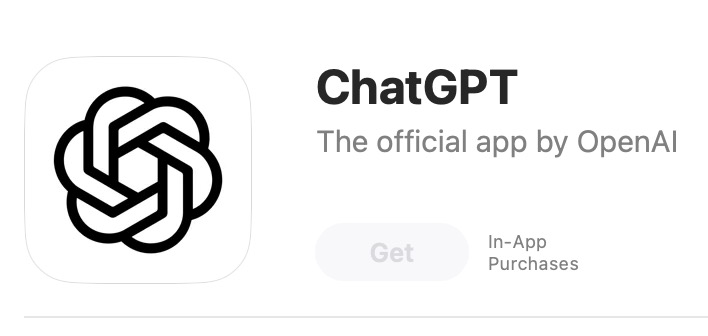 ChatGPT
The official app by OpenAI
Get
In-App
Purchases